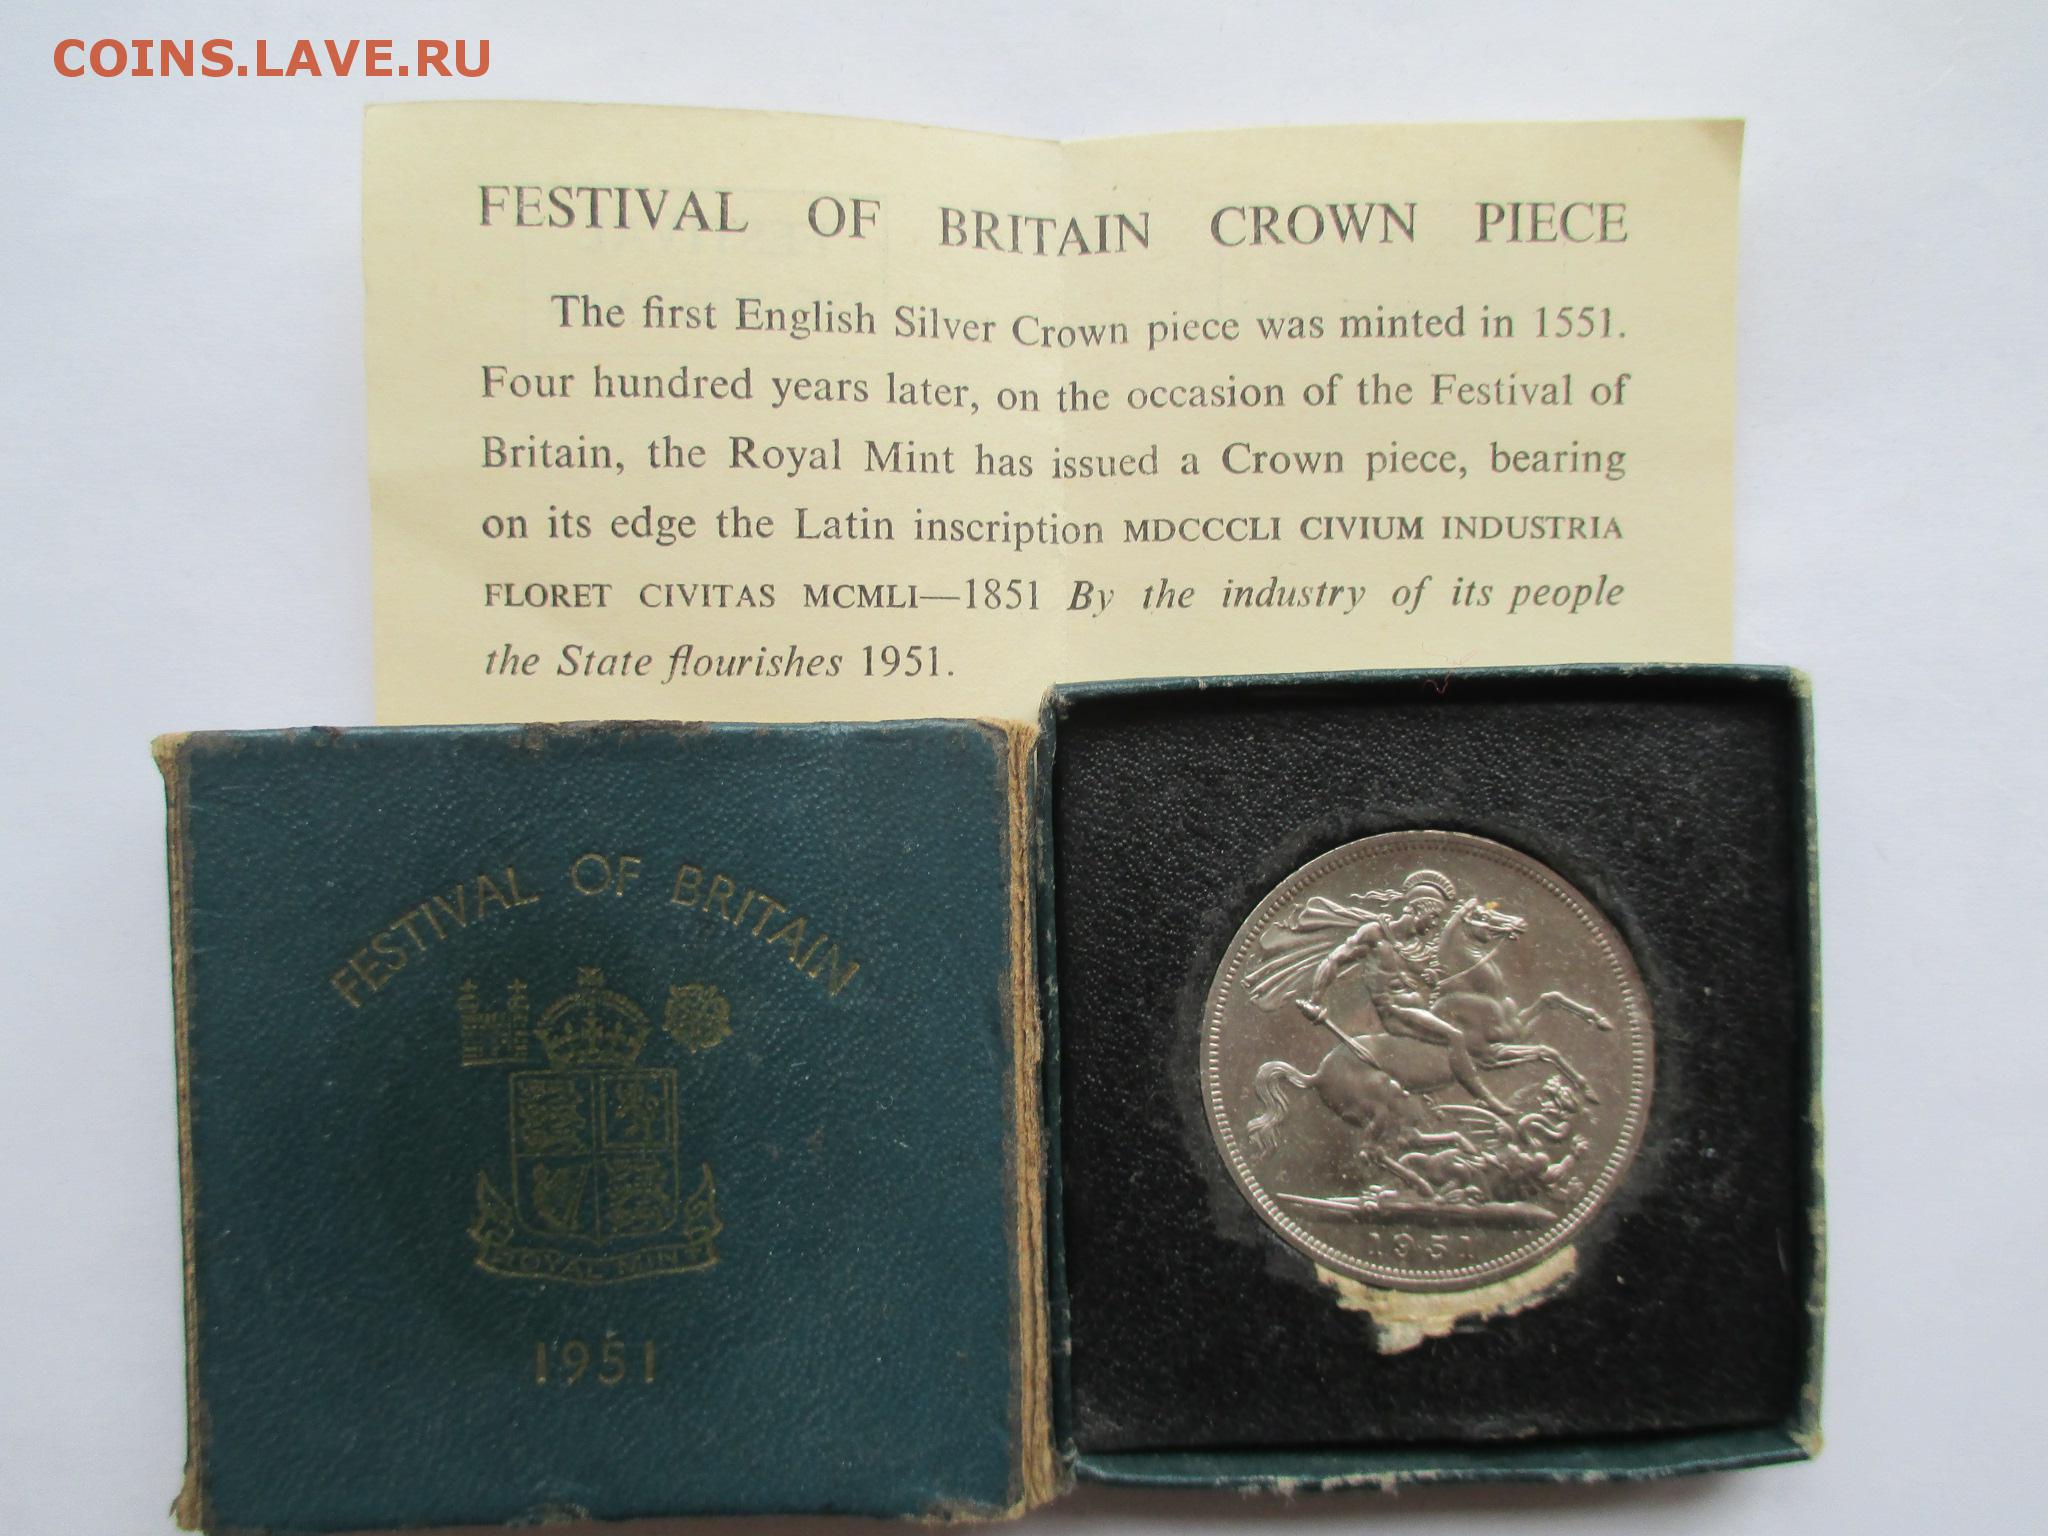 COINS.LAVE.RU
FESTIVAL OF BRITAIN CROWN PIECE
The first English Silver Crown piece was minted in 1551.
Four hundred years later, on the occasion of the Festival of
Britain, the Royal Mint has issued a Crown piece, bearing
on its edge the Latin inscription MDCCCLI CIVIUM INDUSTRIA
FLORET CIVITAS MCMLI—1851 By the industry of its people
the State flourishes 1951.
FESTIVAL OF BRITAIN
ROYAL MINT
1951
1951